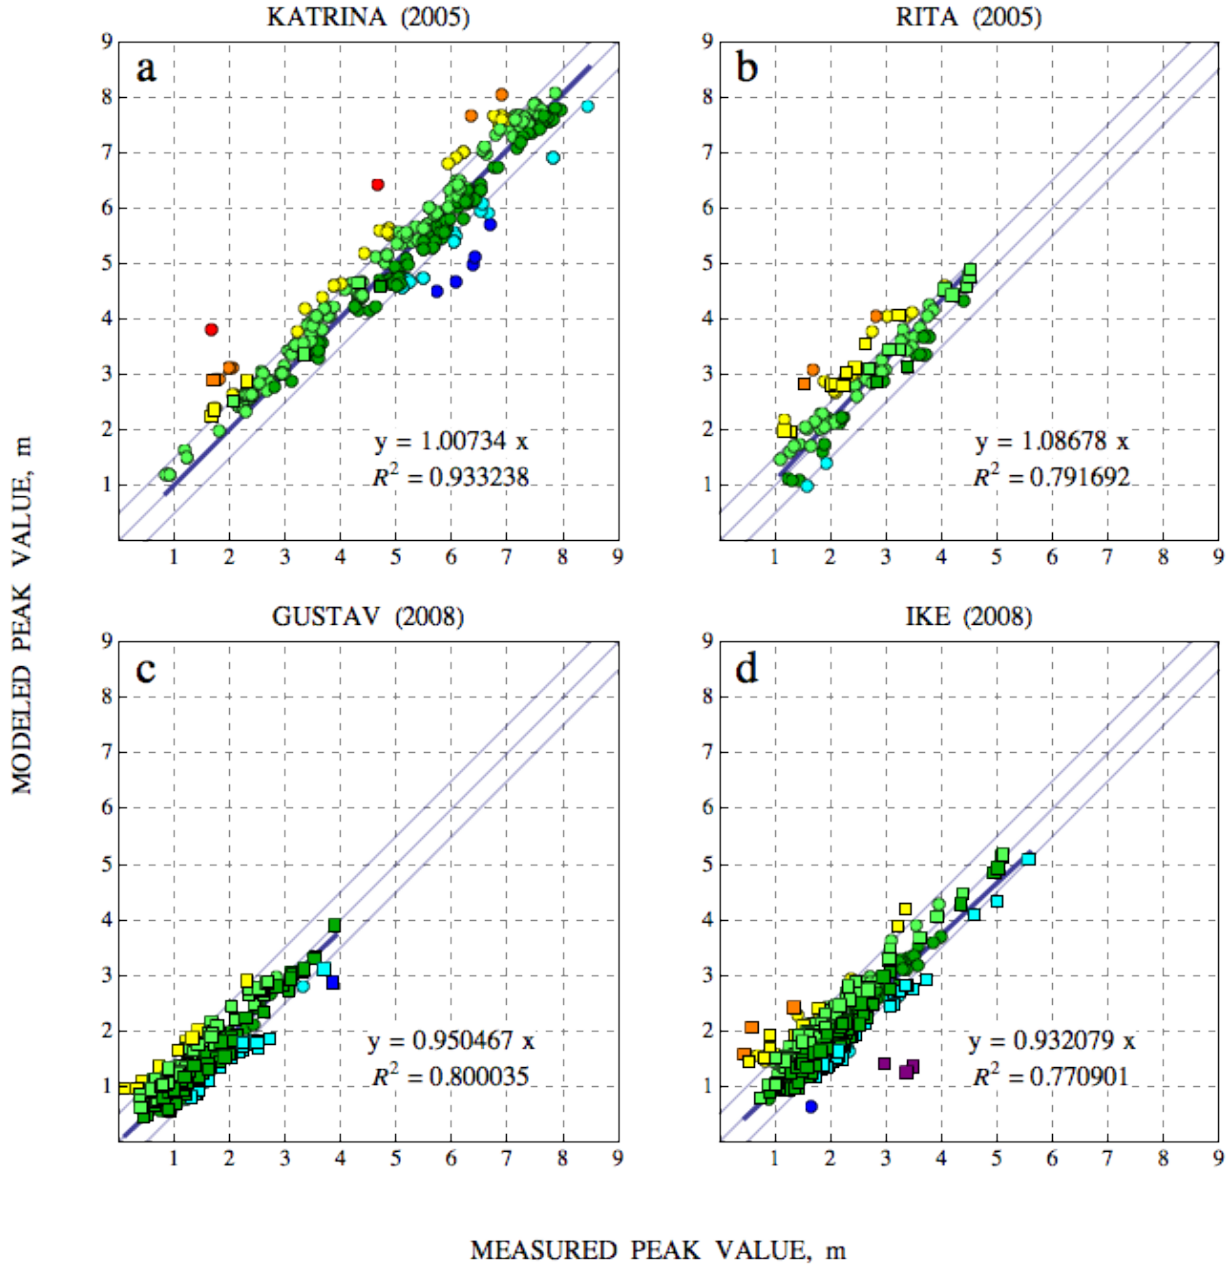 KATRINA (2005)
RITA (2005)
a
9
8
7
6
5
4
3
2
1
y = 1.00734 x
R² = 0.933238
1 2 3 4 5 6 7 8 9
b
9
8
7
6
5
4
3
2
1
y = 1.08678 x
R² = 0.791692
1 2 3 4 5 6 7 8 9
MODELED PEAK VALUE, m
GUSTAV (2008)
IKE (2008)
c
9
8
7
6
5
4
3
2
1
y = 0.950467 x
R² = 0.800035
1 2 3 4 5 6 7 8 9
d
9
8
7
6
5
4
3
2
1
y = 0.932079 x
R² = 0.770901
1 2 3 4 5 6 7 8 9
MEASURED PEAK VALUE, m